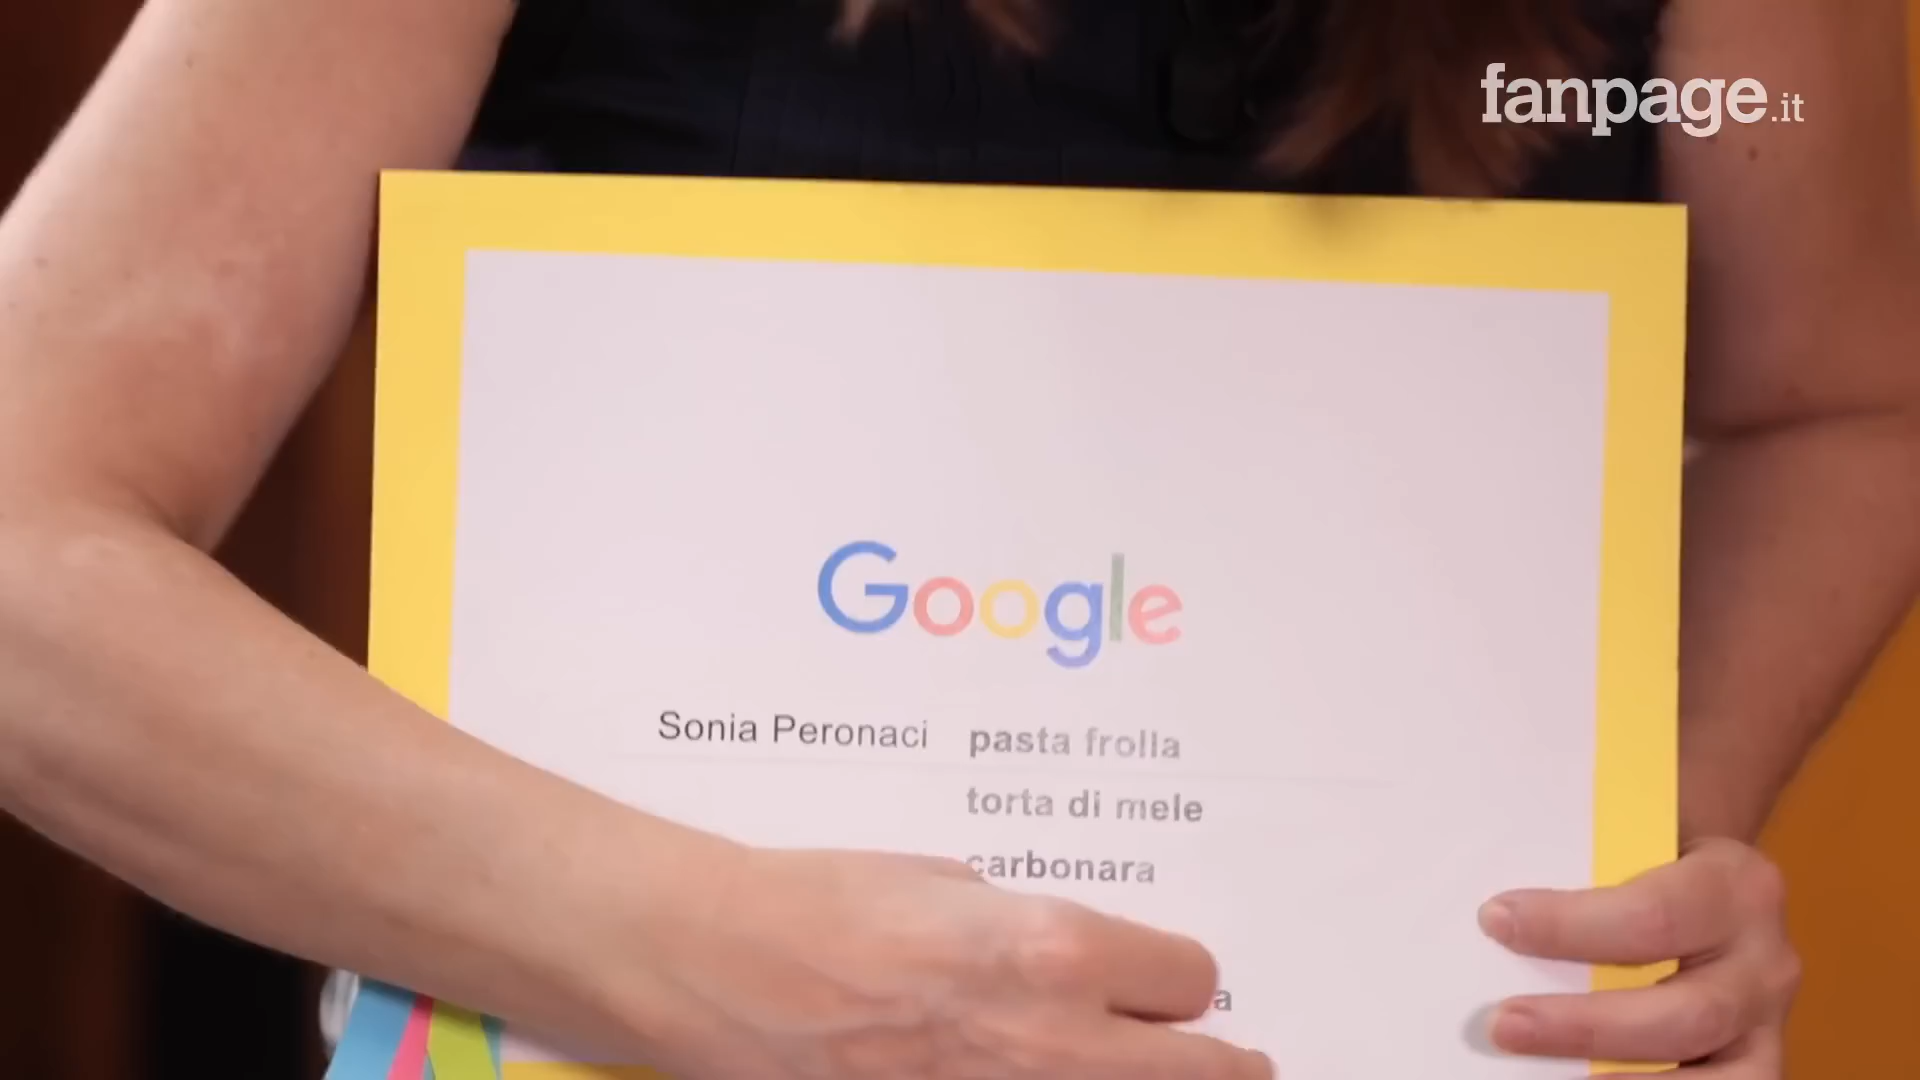 fanpage.it
Google
Sonia Peronaci pasta frolla
torta di mele
carbonara